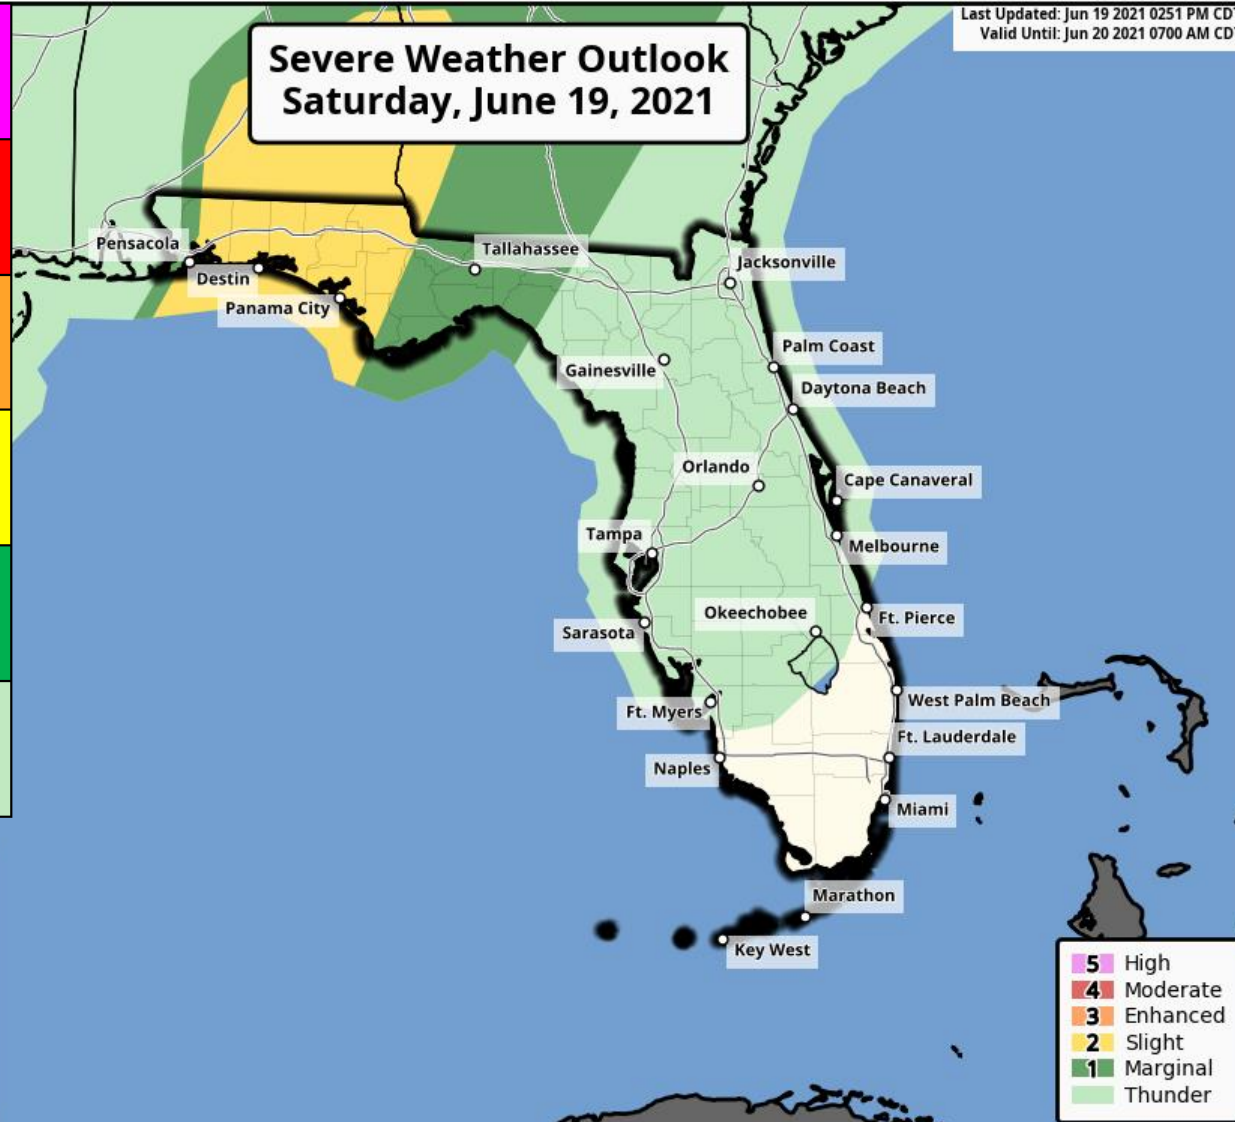 Last Updated: Jun 19 2021 0251 PM CDT
Valid Until: Jun 20 2021 0700 AM CDT
Severe Weather Outlook
Saturday, June 19, 2021
Pensacola
Tallahassee
Jacksonville
Destin
Panama City
Palm Coast
Gainesville
Daytona Beach
Orlando
Cape Canaveral
Tampa
Melbourne
Okeechobee
Ft. Pierce
Sarasota
West Palm Beach
Ft. Myers
Ft. Lauderdale
Naples
Miami
Marathon
Key West
5 High
4 Moderate
3 Enhanced
2 Slight
1 Marginal
Thunder